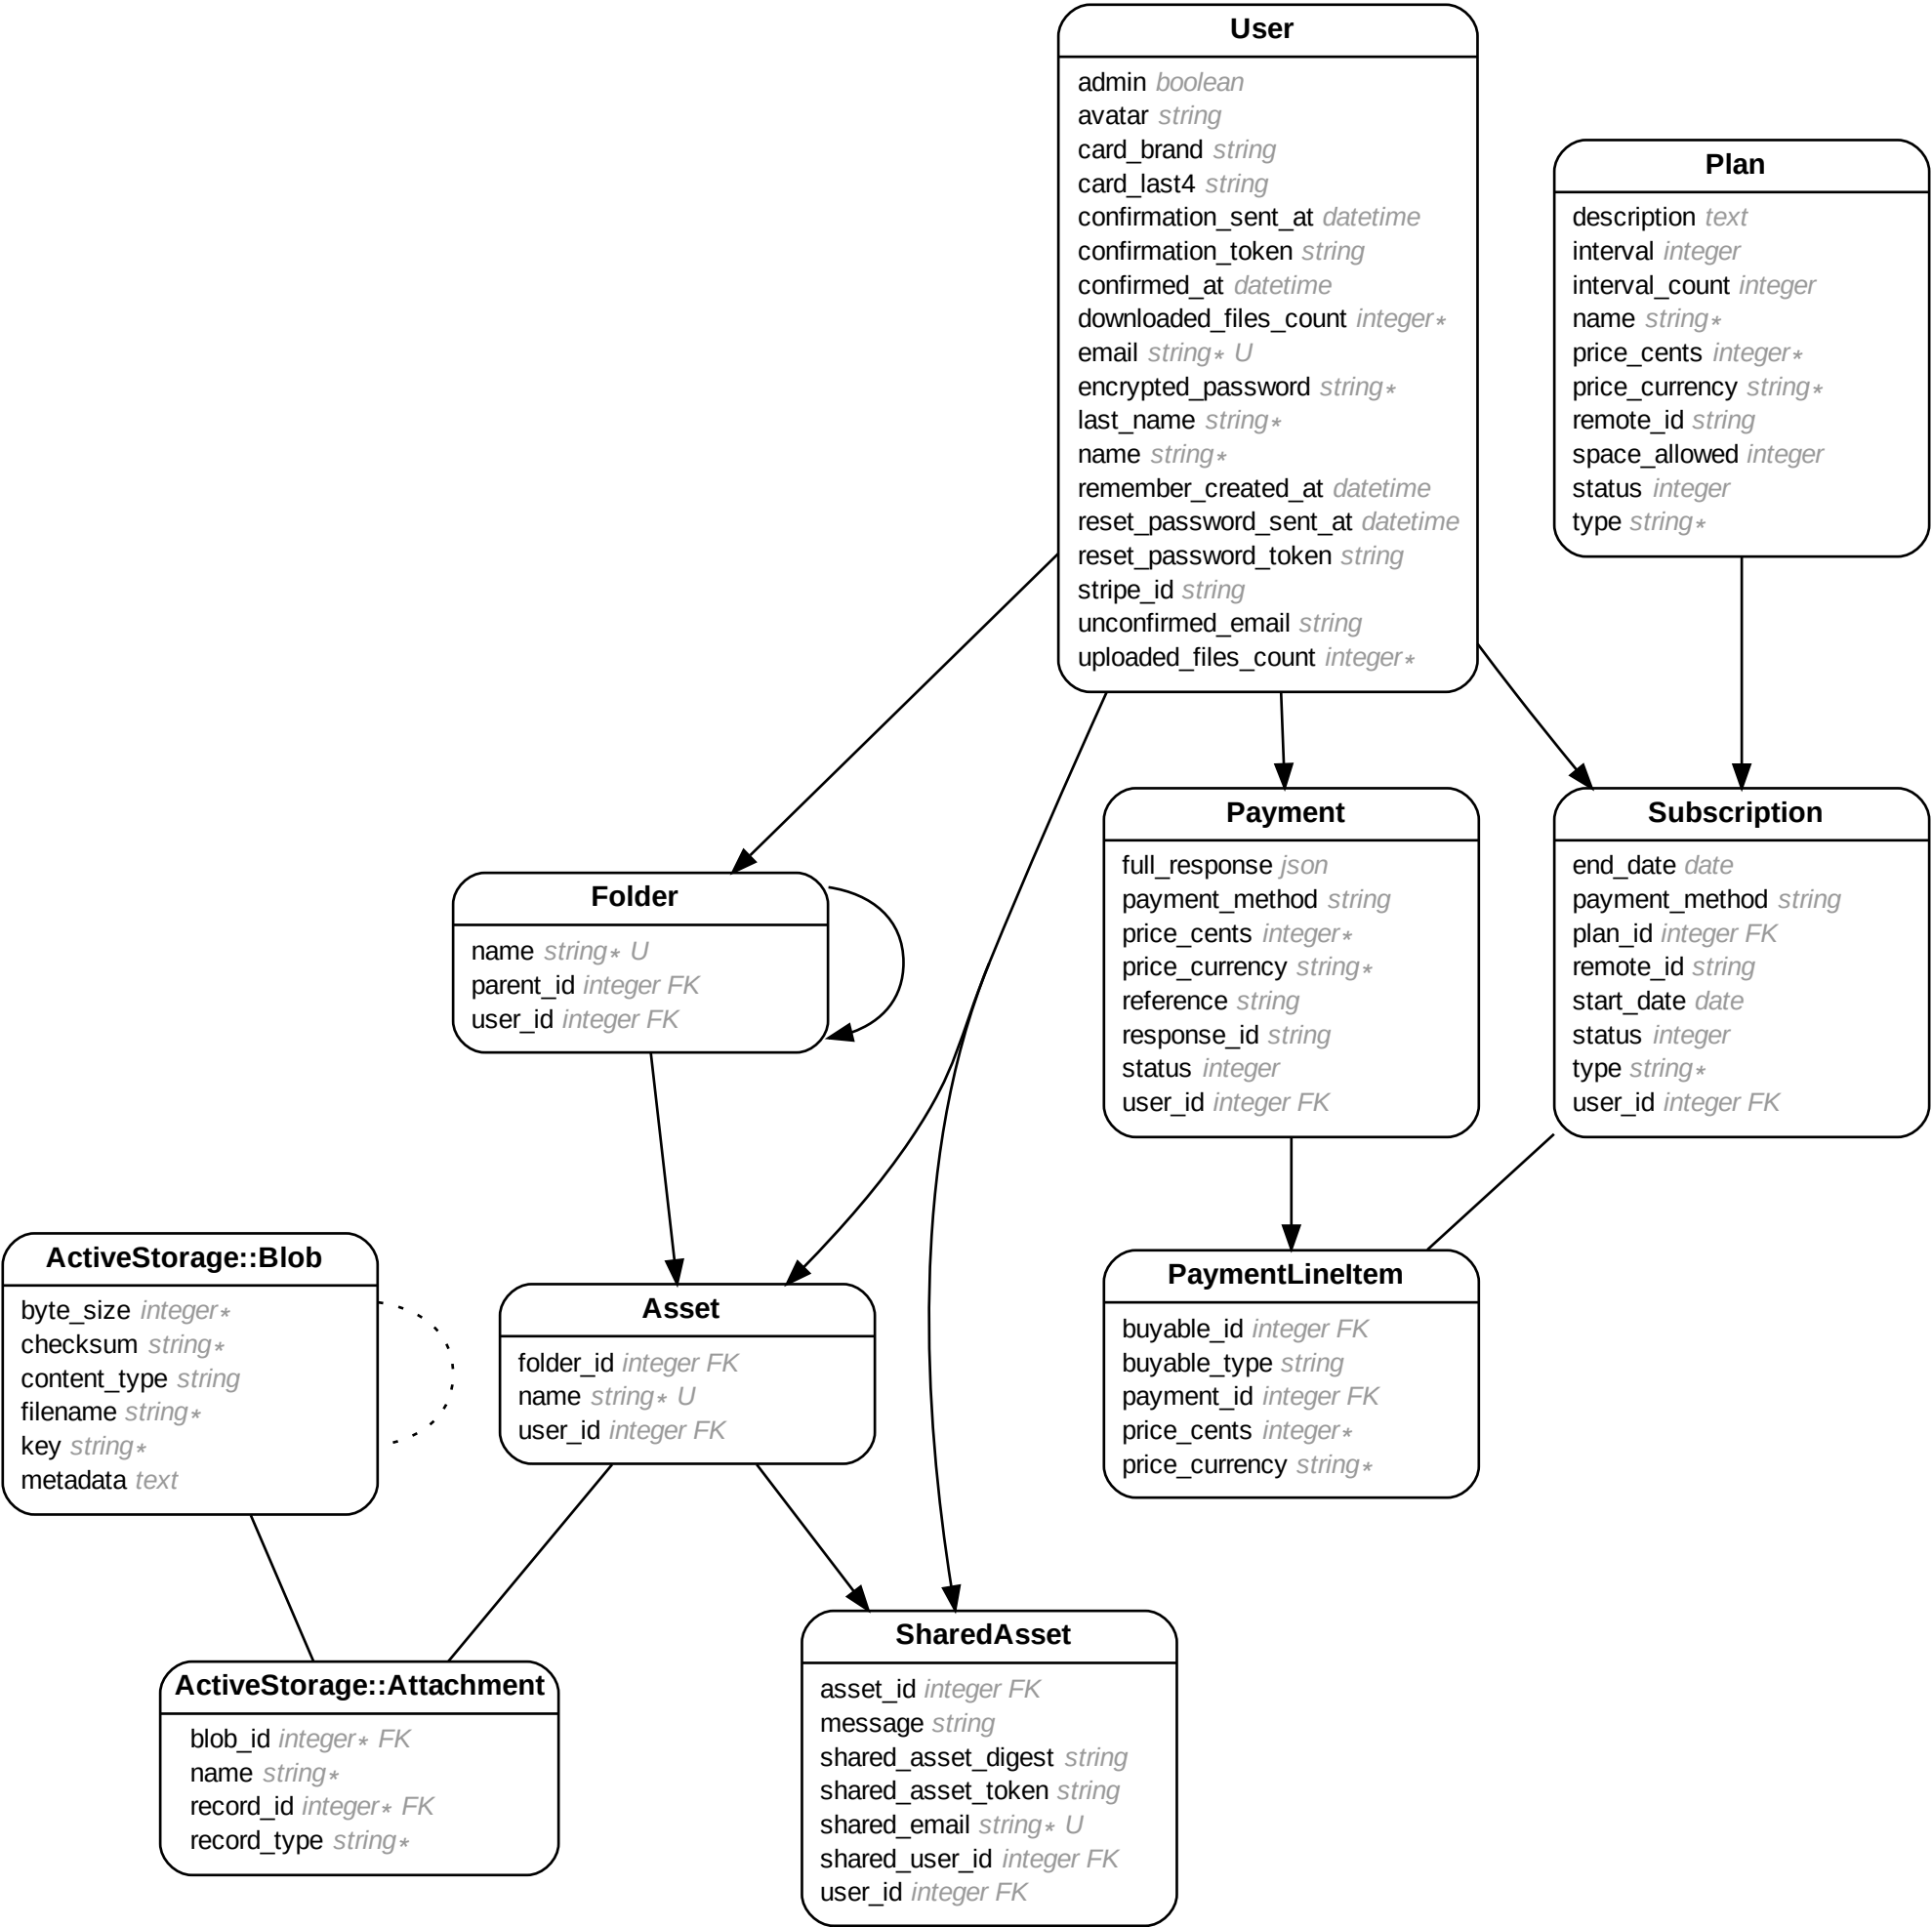 User
admin boolean
avatar string
card_brand string
card_last4 string
confirmation_sent_at datetime
confirmation_token string
confirmed_at datetime
downloaded_files_count integer∗
email string∗ U
encrypted_password string∗
last_name string∗
name string∗
remember_created_at datetime
reset_password_sent_at datetime
reset_password_token string
stripe_id string
unconfirmed_email string
uploaded_files_count integer∗
Plan
description text
interval integer
interval_count integer
name string∗
price_cents integer∗
price_currency string∗
remote_id string
space_allowed integer
status integer
type string∗
Folder
name string∗ U
parent_id integer FK
user_id integer FK
Payment
full_response json
payment_method string
price_cents integer∗
price_currency string∗
reference string
response_id string
status integer
user_id integer FK
Subscription
end_date date
payment_method string
plan_id integer FK
remote_id string
start_date date
status integer
type string∗
user_id integer FK
ActiveStorage::Blob
byte_size integer∗
checksum string∗
content_type string
filename string∗
key string∗
metadata text
Asset
folder_id integer FK
name string∗ U
user_id integer FK
PaymentLineItem
buyable_id integer FK
buyable_type string
payment_id integer FK
price_cents integer∗
price_currency string∗
ActiveStorage::Attachment
blob_id integer∗ FK
name string∗
record_id integer∗ FK
record_type string∗
SharedAsset
asset_id integer FK
message string
shared_asset_digest string
shared_asset_token string
shared_email string∗ U
shared_user_id integer FK
user_id integer FK